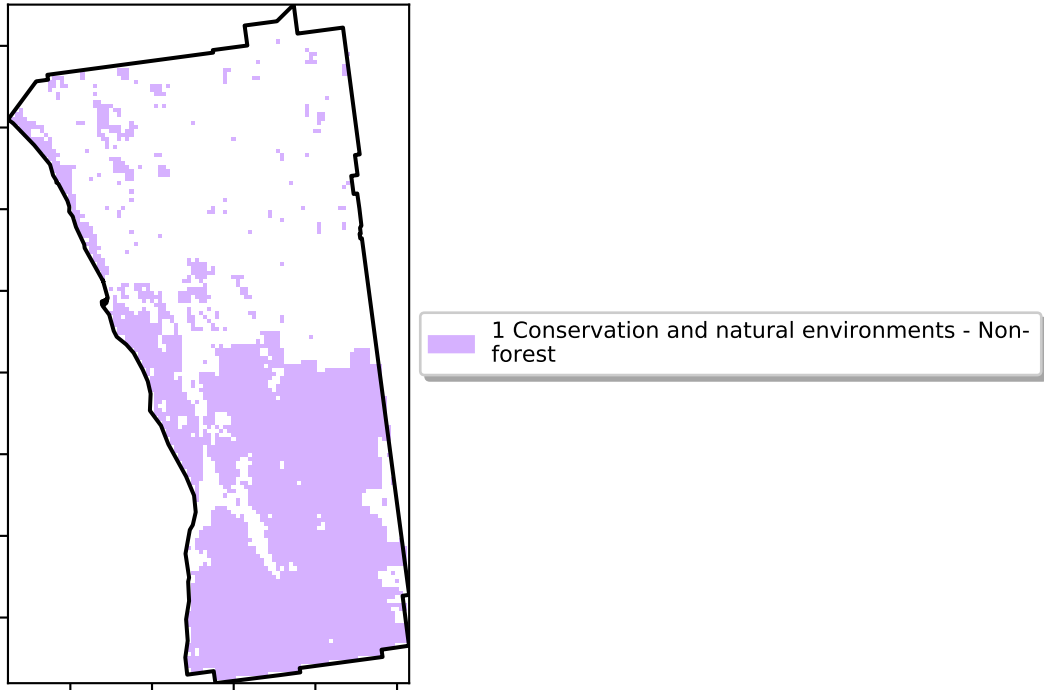 1 Conservation and natural environments - Non-
forest